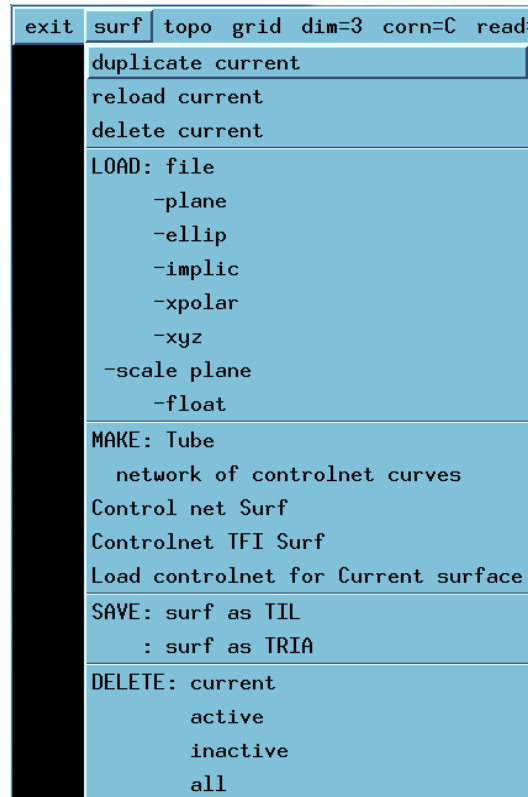 exit surf topo grid dim=3 corn=C read=
duplicate current
reload current
delete current
LOAD: file
-plane
-ellip
-implic
-xpolar
-xyz
-scale plane
-float
MAKE: Tube
network of controlnet curves
Control net Surf
Controlnet TFI Surf
Load controlnet for Current surface
SAVE: surf as TIL
: surf as TRIA
DELETE: current
active
inactive
all